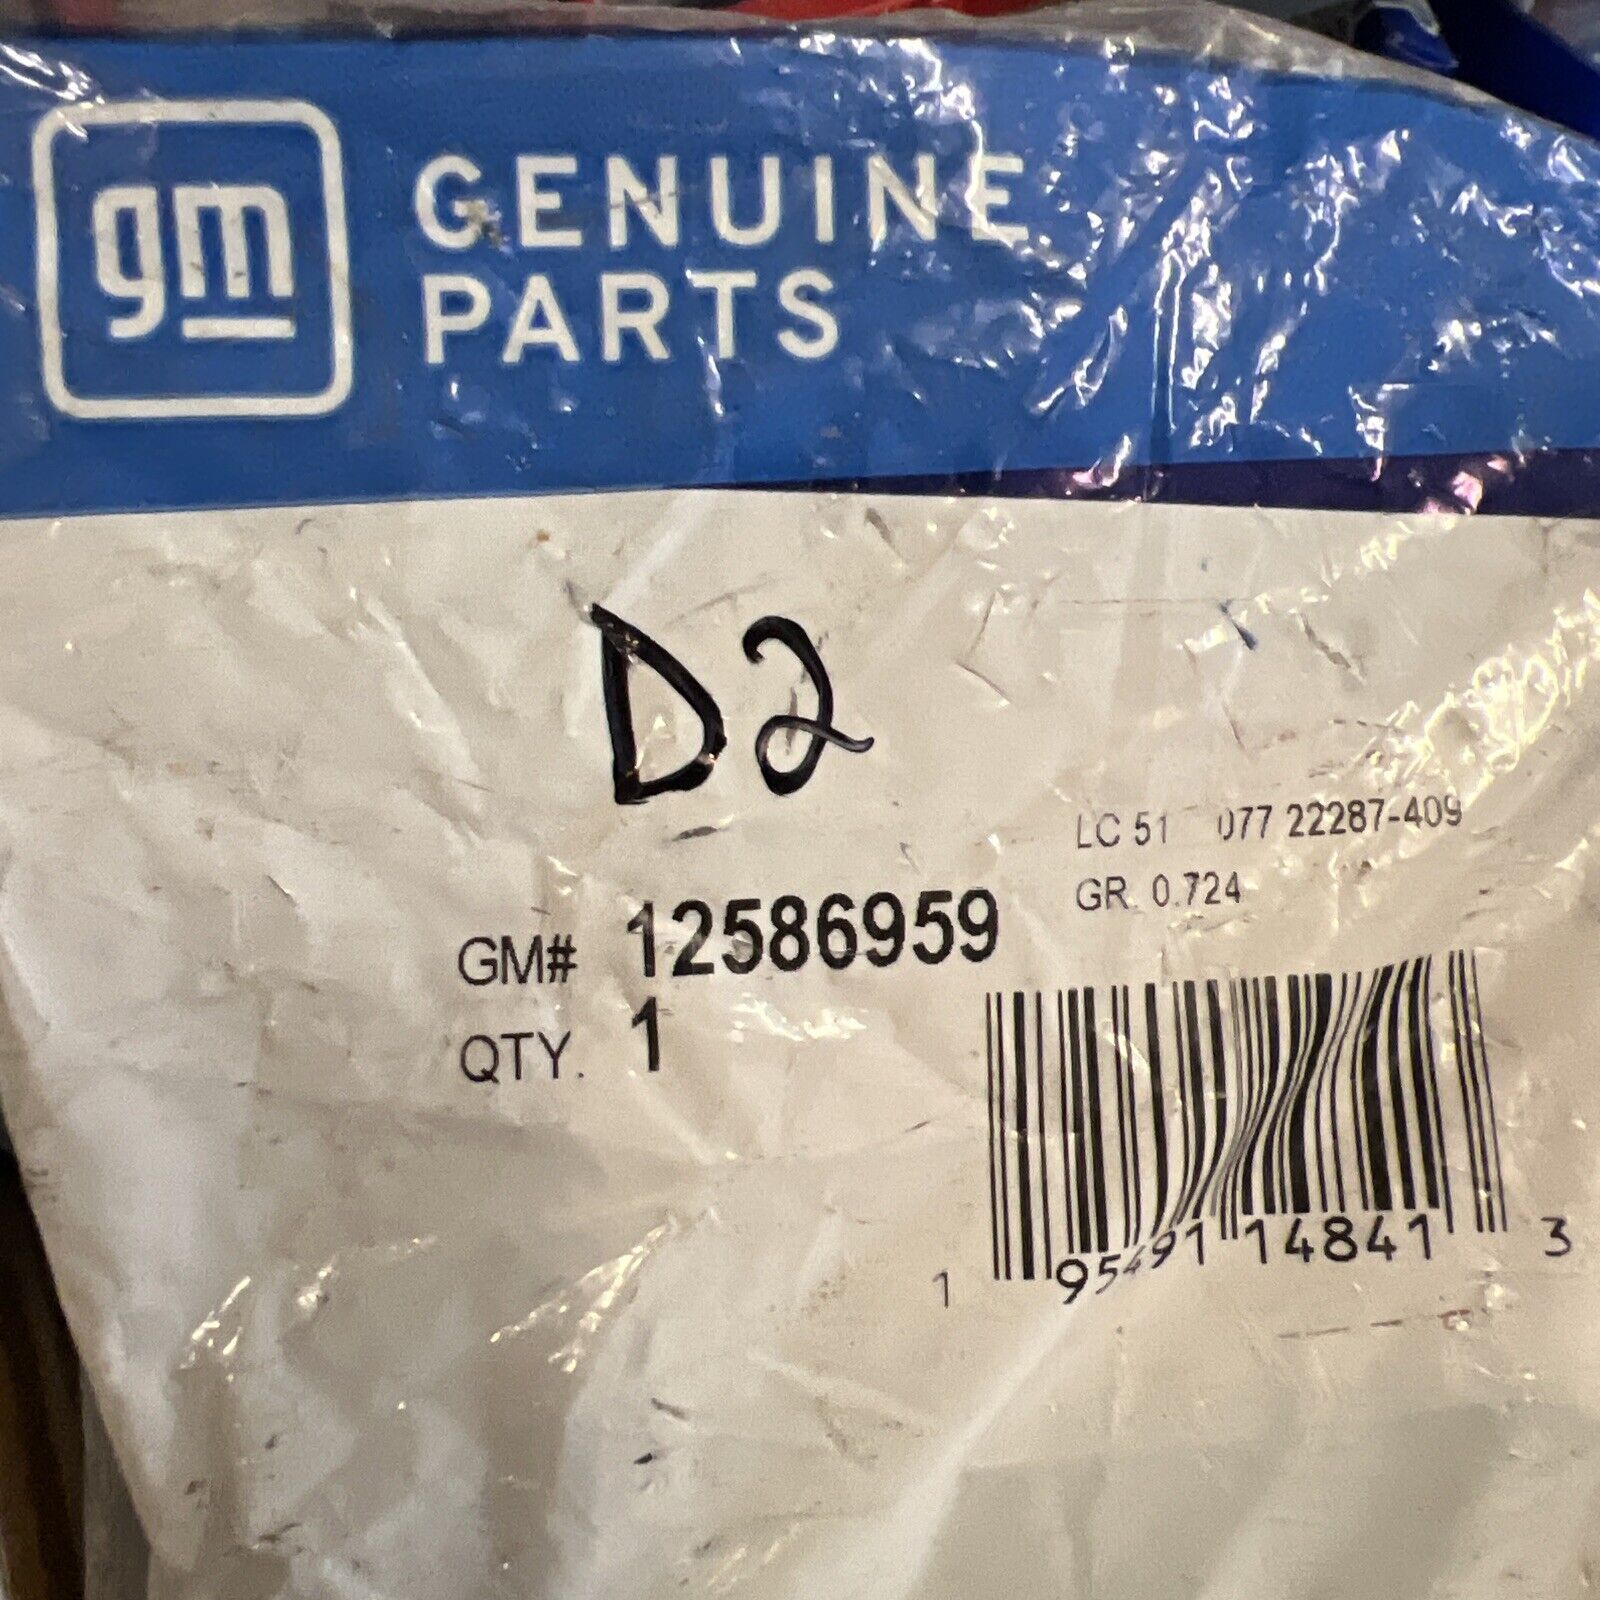 gm
GENUINE
PARTS
D2
LC 51 077 22287-409
GR. 0.724
GM# 12586959
QTY. 1
1 95491 14841 3